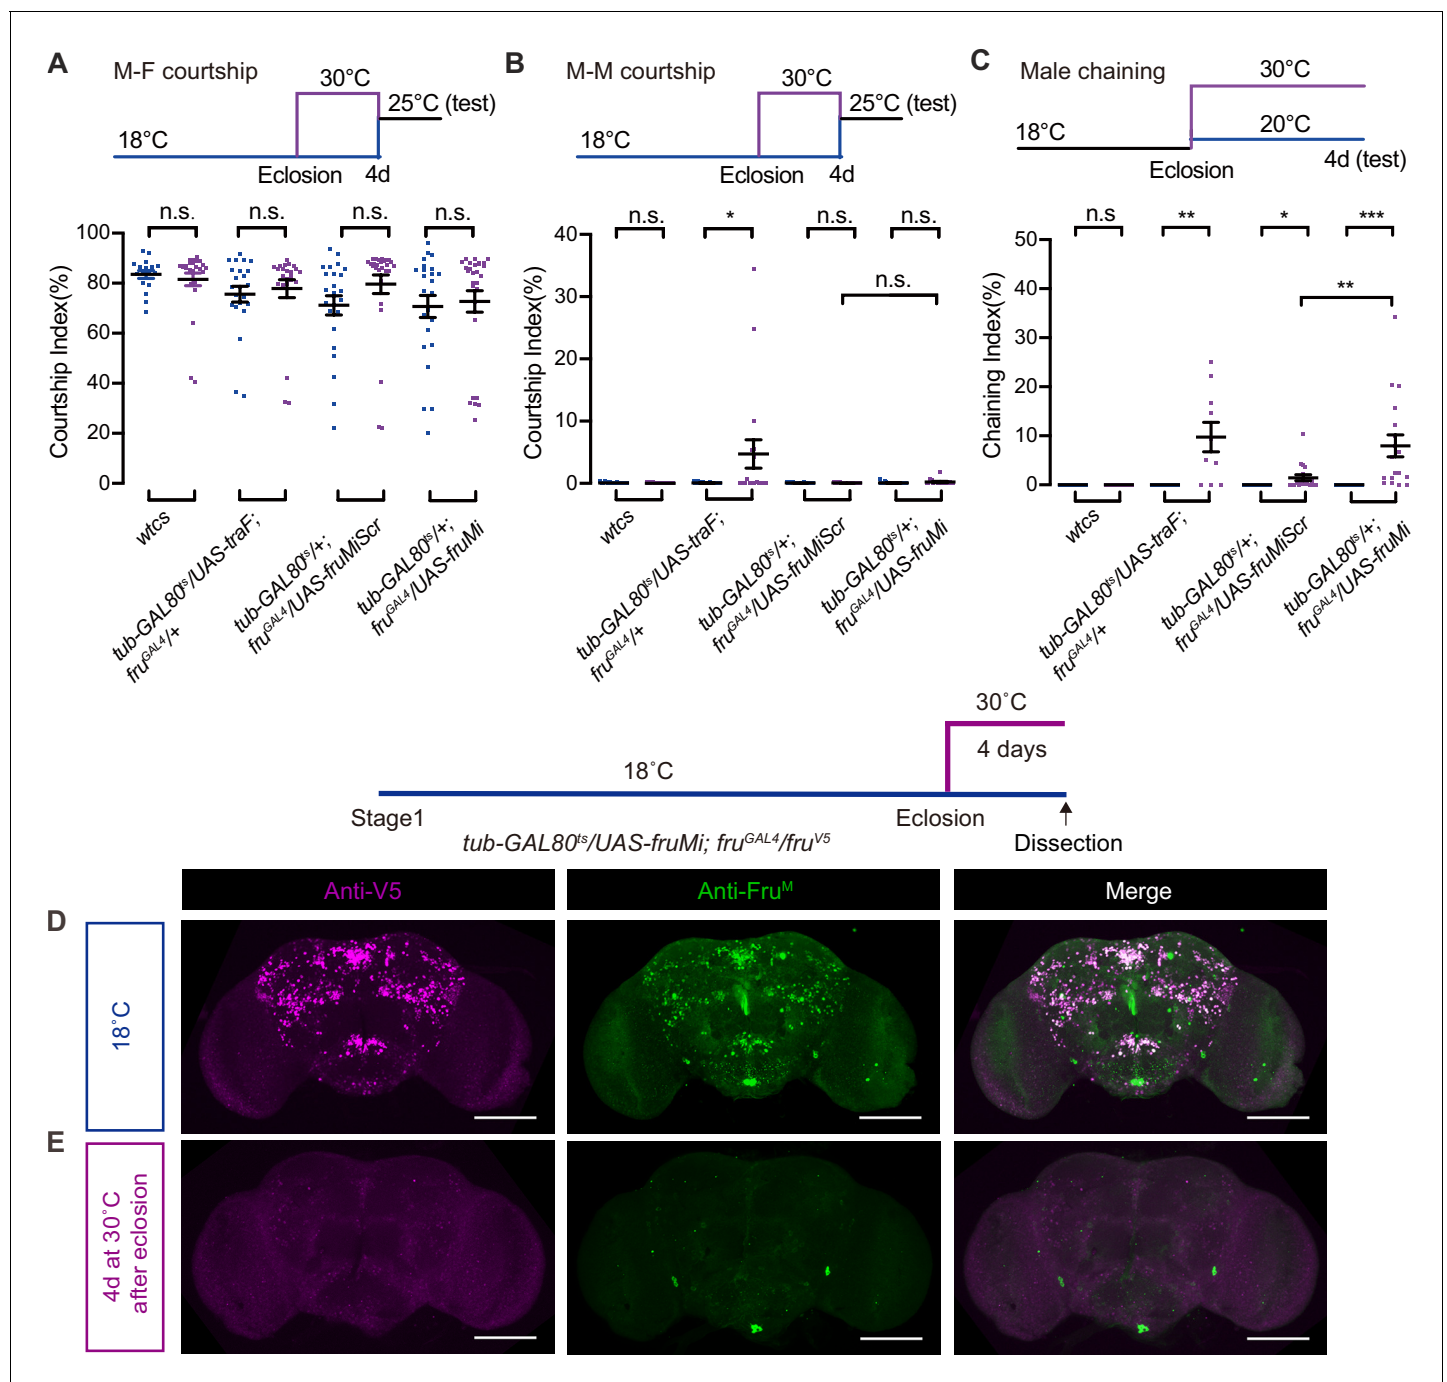 A
M-F courtship
30°C
25°C (test)
18°C
Eclosion
4d
n.s.
n.s.
n.s.
n.s.
Courtship Index(%)
100
80
60
40
20
0
wtcs
tub-GAL80ts/UAS-traF;
fruGAL4/+
tub-GAL80ts/+;
fruGAL4/UAS-fruMiScr
tub-GAL80ts/+;
fruGAL4/UAS-fruMi
B
M-M courtship
30°C
25°C (test)
18°C
Eclosion
4d
n.s.
*
n.s.
n.s.
n.s.
Courtship Index(%)
40
30
20
10
0
wtcs
tub-GAL80ts/UAS-traF;
fruGAL4/+
tub-GAL80ts/+;
fruGAL4/UAS-fruMiScr
tub-GAL80ts/+;
fruGAL4/UAS-fruMi
C
Male chaining
30°C
18°C
20°C
Eclosion
4d (test)
n.s
**
*
***
**
Chaining Index(%)
50
40
30
20
10
0
wtcs
tub-GAL80ts/UAS-traF;
fruGAL4/+
tub-GAL80ts/+;
fruGAL4/UAS-fruMiScr
tub-GAL80ts/+;
fruGAL4/UAS-fruMi
30°C
4 days
18°C
Stage1
Eclosion
tub-GAL80ts/UAS-fruMi; fruGAL4/fruV5
Dissection
Anti-V5
Anti-FruM
Merge
D
18°C
E
4d at 30°C
after eclosion